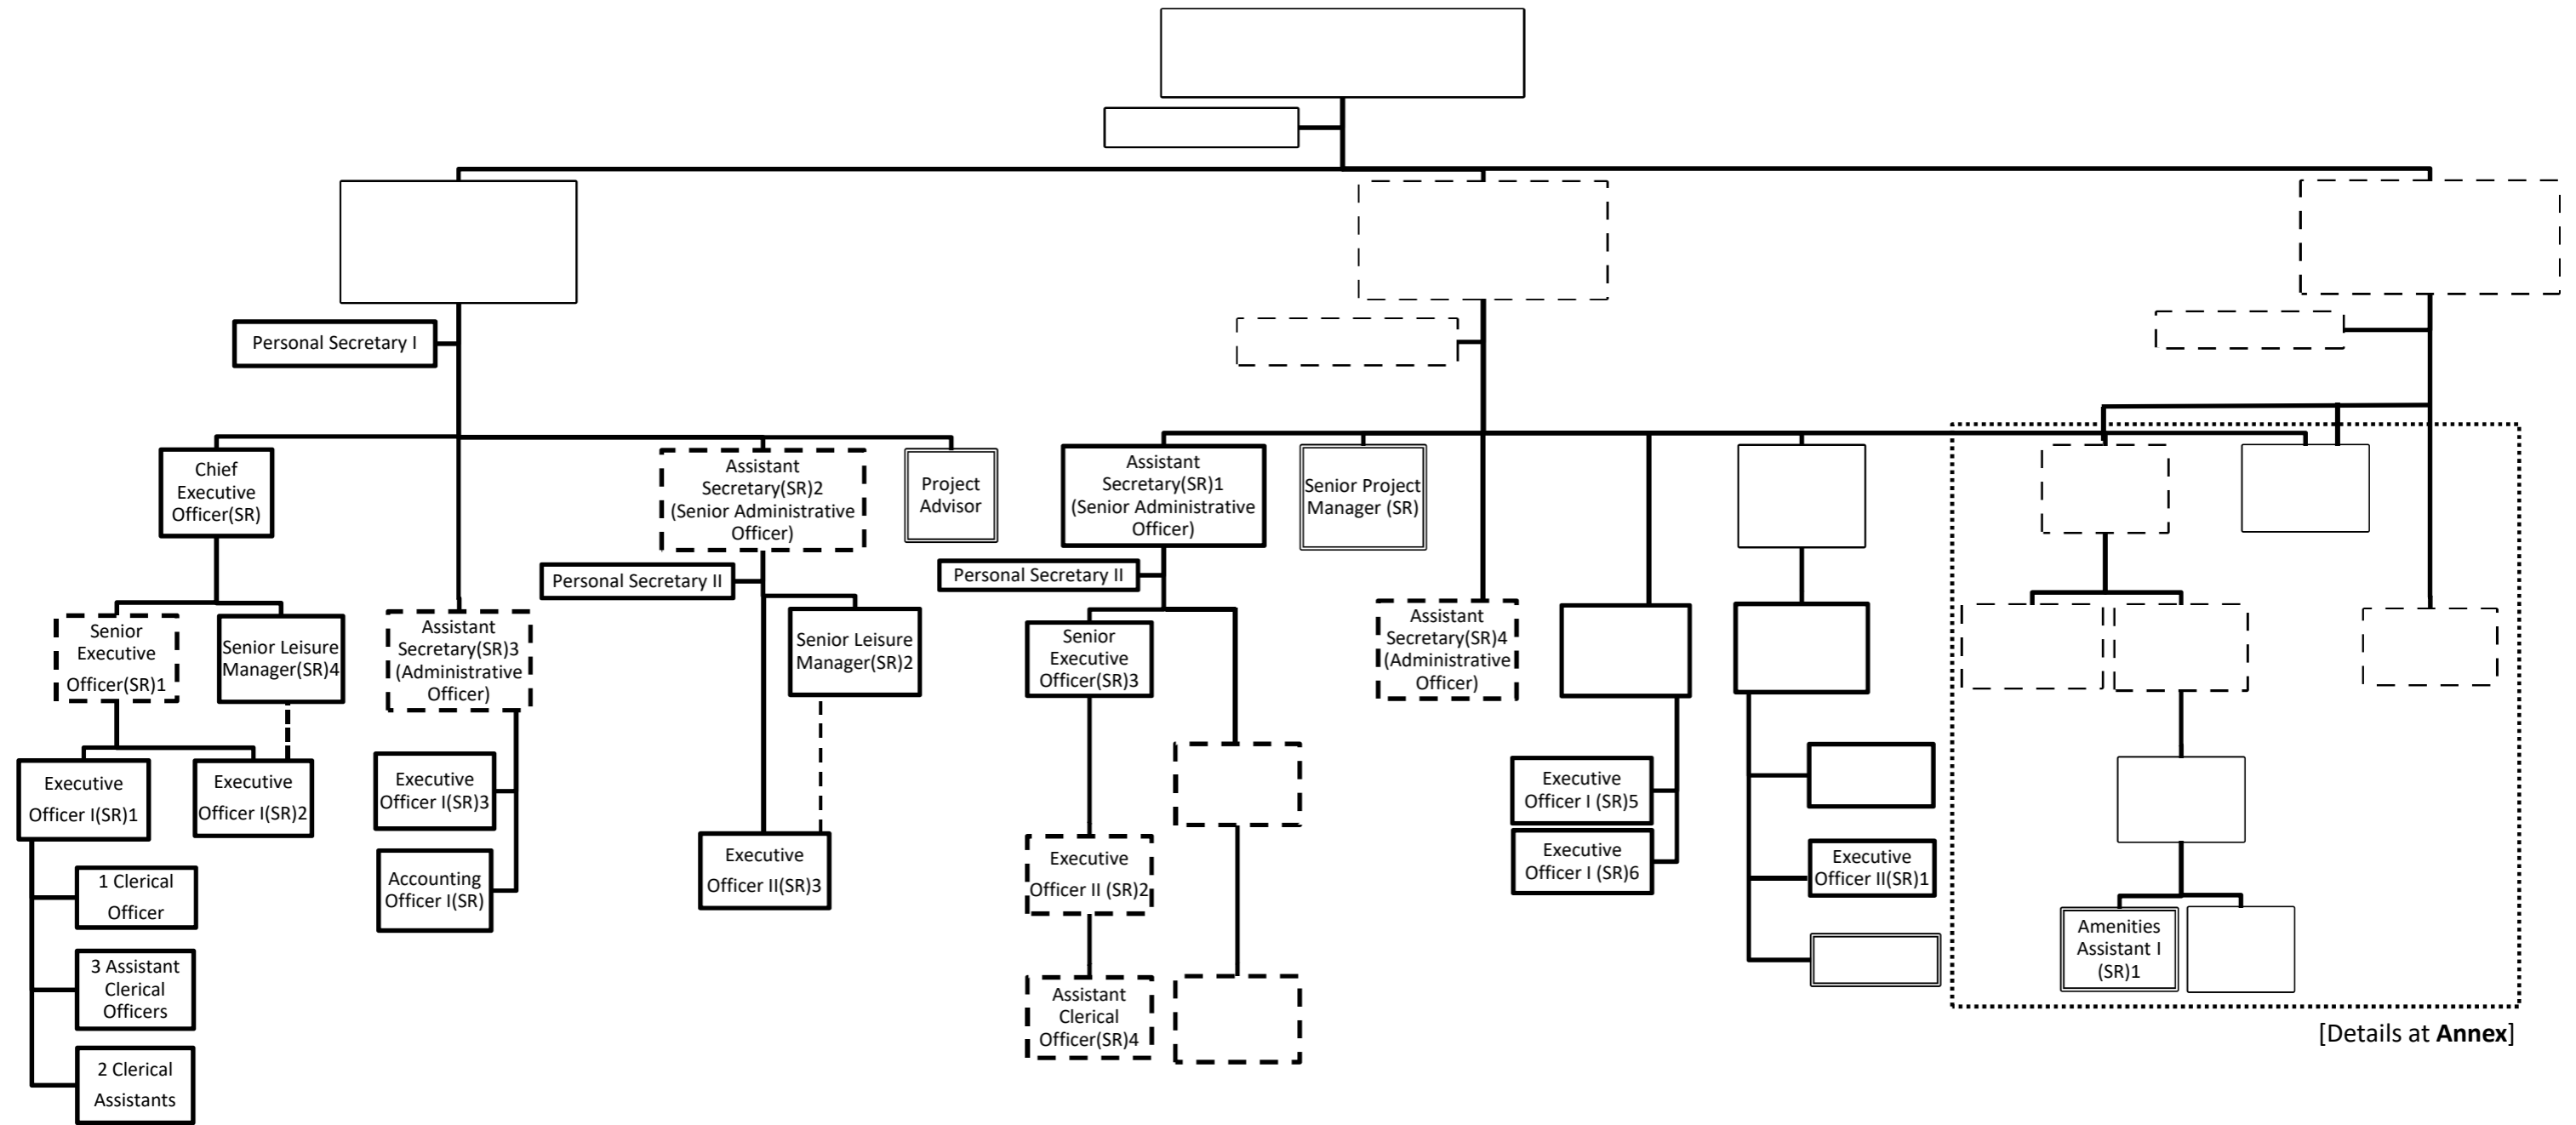 Personal Secretary I
Chief
Executive
Officer(SR)
Assistant
Secretary(SR)2
(Senior Administrative
Officer)
Project
Advisor
Assistant
Secretary(SR)1
(Senior Administrative
Officer)
Senior Project
Manager (SR)
Personal Secretary II
Personal Secretary II
Senior
Executive
Officer(SR)1
Senior Leisure
Manager(SR)4
Assistant
Secretary(SR)3
(Administrative
Officer)
Senior Leisure
Manager(SR)2
Senior
Executive
Officer(SR)3
Assistant
Secretary(SR)4
(Administrative
Officer)
Executive
Officer I(SR)1
Executive
Officer I(SR)2
Executive
Officer I(SR)3
Accounting
Officer I(SR)
Executive
Officer II(SR)3
Executive
Officer II (SR)2
Executive
Officer I (SR)5
Executive
Officer I (SR)6
Executive
Officer II(SR)1
1 Clerical
Officer
3 Assistant
Clerical
Officers
2 Clerical
Assistants
Assistant
Clerical
Officer(SR)4
Amenities
Assistant I
(SR)1
[Details at Annex]